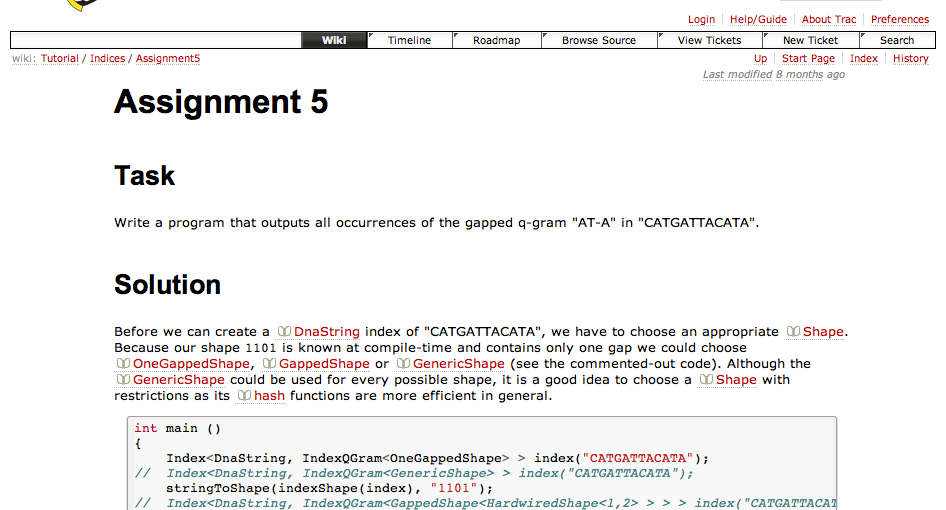 Login Help/Guide About Trac Preferences
Wiki Timeline Roadmap Browse Source View Tickets New Ticket Search
wiki: Tutorial / Indices / Assignment5 Up Start Page Index History
Last modified 8 months ago
Assignment 5
Task
Write a program that outputs all occurrences of the gapped q-gram "AT-A" in "CATGATTACATA".
Solution
Before we can create a DnaString index of "CATGATTACATA", we have to choose an appropriate Shape.
Because our shape 1101 is known at compile-time and contains only one gap we could choose
OneGappedShape, GappedShape or GenericShape (see the commented-out code). Although the
GenericShape could be used for every possible shape, it is a good idea to choose a Shape with
restrictions as its hash functions are more efficient in general.
int main ()
{
Index<DnaString, IndexQGram<OneGappedShape> > index("CATGATTACATA");
// Index<DnaString, IndexQGram<GenericShape> > index("CATGATTACATA");
stringToShape(indexShape(index), "1101");
// Index<DnaString, IndexQGram<GappedShape<HardwiredShape<1,2> > > > index("CATGATTACAT